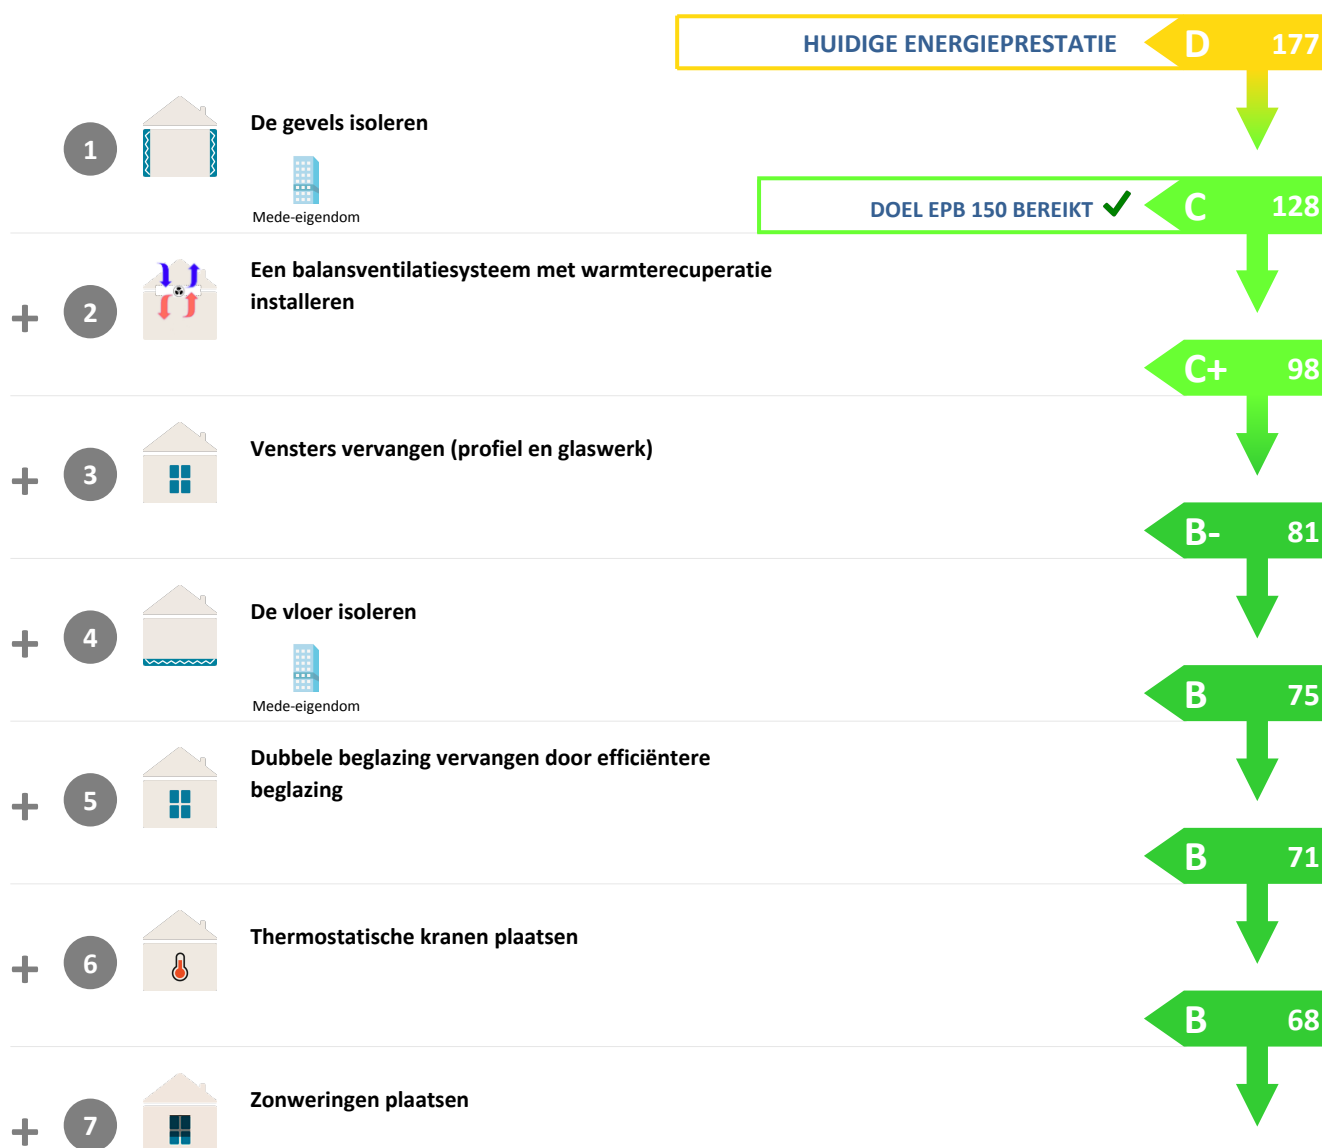 HUIDIGE ENERGIEPRESTATIE D 177
1 De gevels isoleren
Mede-eigendom
DOEL EPB 150 BEREIKT ✔ C 128
+ 2 Een balansventilatiesysteem met warmterecuperatie
installeren
C+ 98
+ 3 Vensters vervangen (profiel en glaswerk)
B- 81
+ 4 De vloer isoleren
Mede-eigendom
B 75
+ 5 Dubbele beglazing vervangen door efficiëntere
beglazing
B 71
+ 6 Thermostatische kranen plaatsen
B 68
+ 7 Zonweringen plaatsen